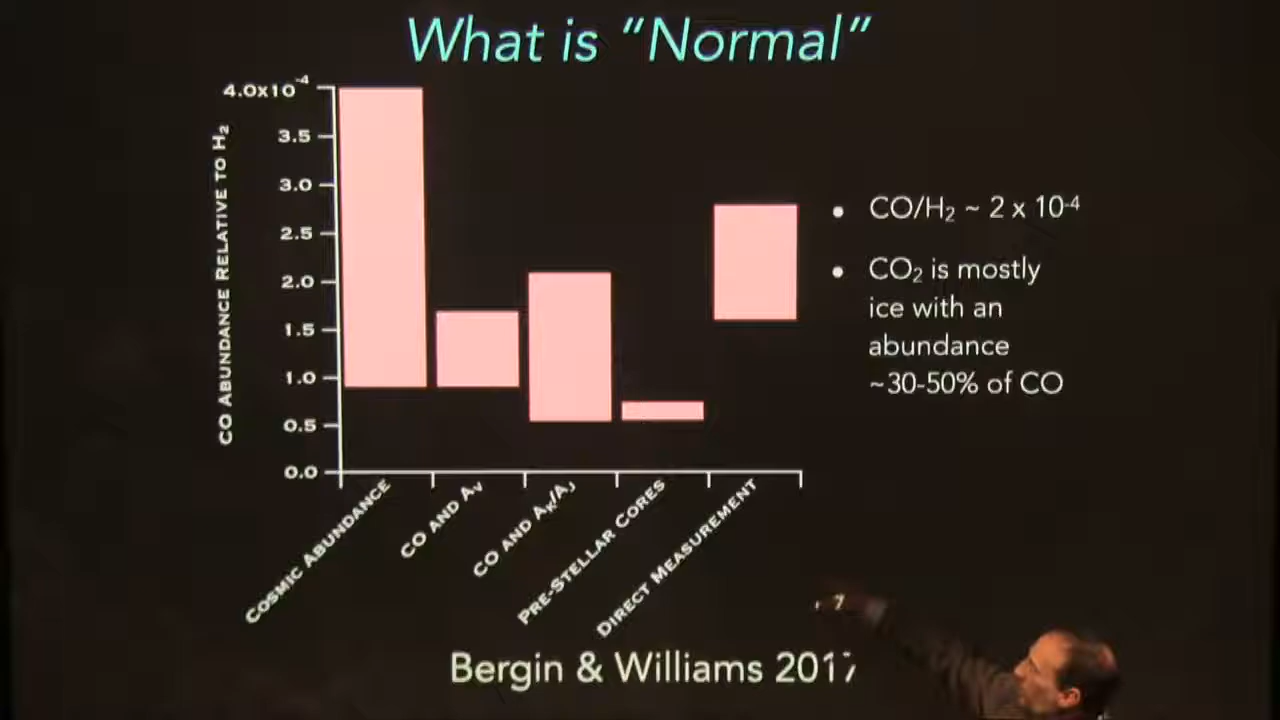 What is “Normal”
4.0x10-4
3.5
3.0
2.5
2.0
1.5
1.0
0.5
0.0
CO ABUNDANCE RELATIVE TO H2
COSMIC ABUNDANCE
CO AND AV
CO AND AK/AJ
PRE-STELLAR CORES
DIRECT MEASUREMENT
• CO/H2 ~ 2 x 10-4
• CO2 is mostly
ice with an
abundance
~30-50% of CO
Bergin & Williams 2017